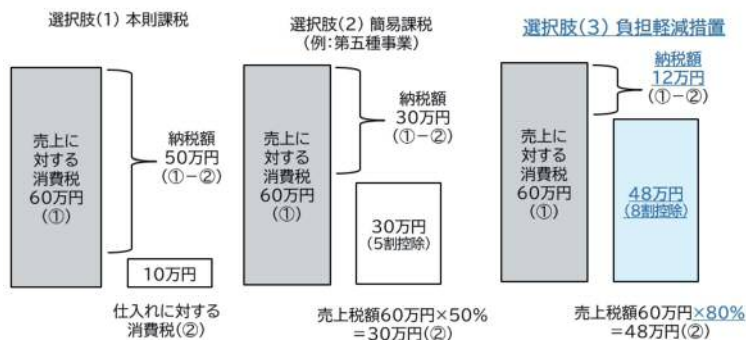 選択肢(1) 本則課税
売上に
対する
消費税
60万円
(①)
納税額
50万円
(①-②)
10万円
仕入れに対する
消費税(②)
選択肢(2) 簡易課税
(例:第五種事業)
売上に
対する
消費税
60万円
(①)
納税額
30万円
(①-②)
30万円
(5割控除)
売上税額60万円×50%
=30万円(②)
選択肢(3) 負担軽減措置
売上に
対する
消費税
60万円
(①)
納税額
12万円
(①-②)
48万円
(8割控除)
売上税額60万円×80%
=48万円(②)